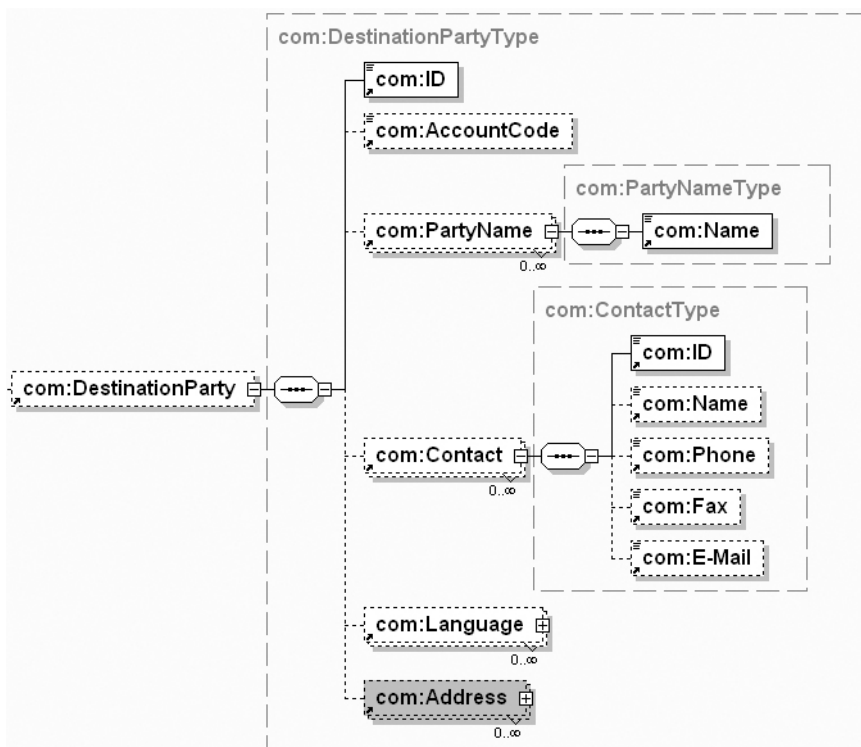 com:DestinationPartyType
com:ID
com:AccountCode
com:PartyNameType
com:PartyName
com:Name
0..∞
com:ContactType
com:ID
com:DestinationParty
com:Name
com:Contact
com:Phone
0..∞
com:Fax
com:E-Mail
com:Language
0..∞
com:Address
0..∞